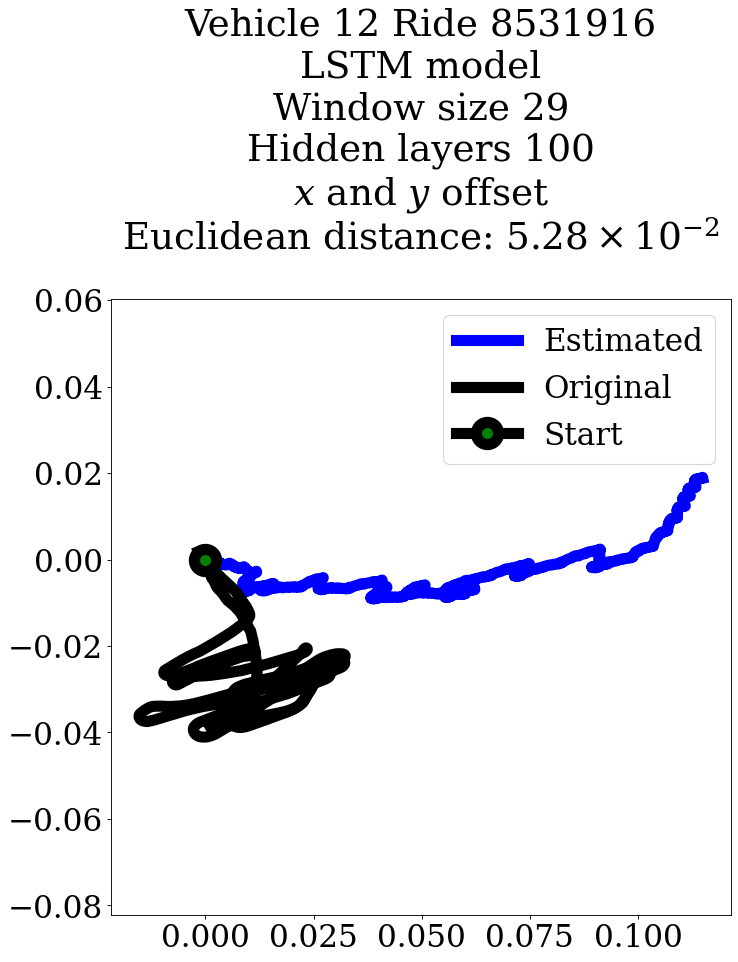 Vehicle 12 Ride 8531916
LSTM model
Window size 29
Hidden layers 100
x and y offset
Euclidean distance: 5.28 × 10⁻²
0.06
0.04
0.02
0.00
−0.02
−0.04
−0.06
−0.08
Estimated
Original
Start
0.000 0.025 0.050 0.075 0.100